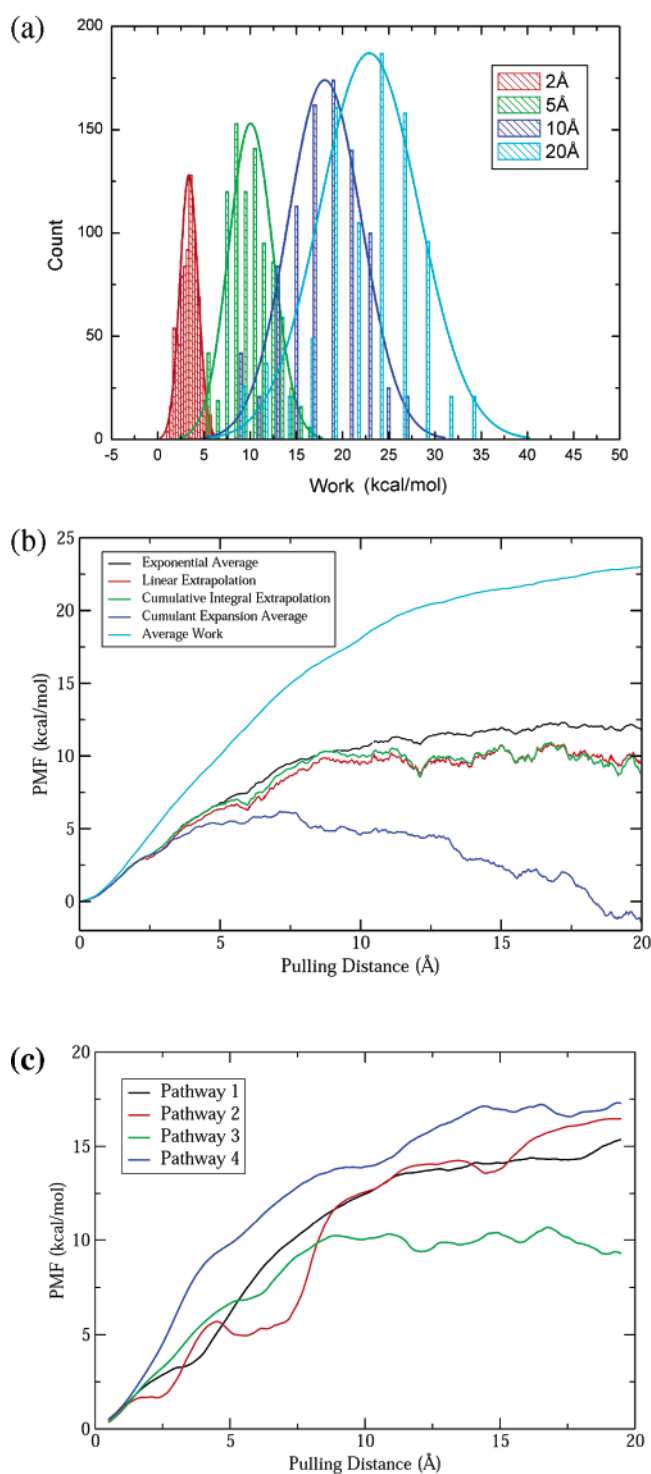 (a)
200
150
100
50
0
Count
-5 0 5 10 15 20 25 30 35 40 45 50
Work (kcal/mol)
2Å
5Å
10Å
20Å
(b)
25
20
15
10
5
0
PMF (kcal/mol)
Exponential Average
Linear Extrapolation
Cumulative Integral Extrapolation
Cumulant Expansion Average
Average Work
0 5 10 15 20
Pulling Distance (Å)
(c)
20
15
10
5
0
PMF (kcal/mol)
Pathway 1
Pathway 2
Pathway 3
Pathway 4
0 5 10 15 20
Pulling Distance (Å)